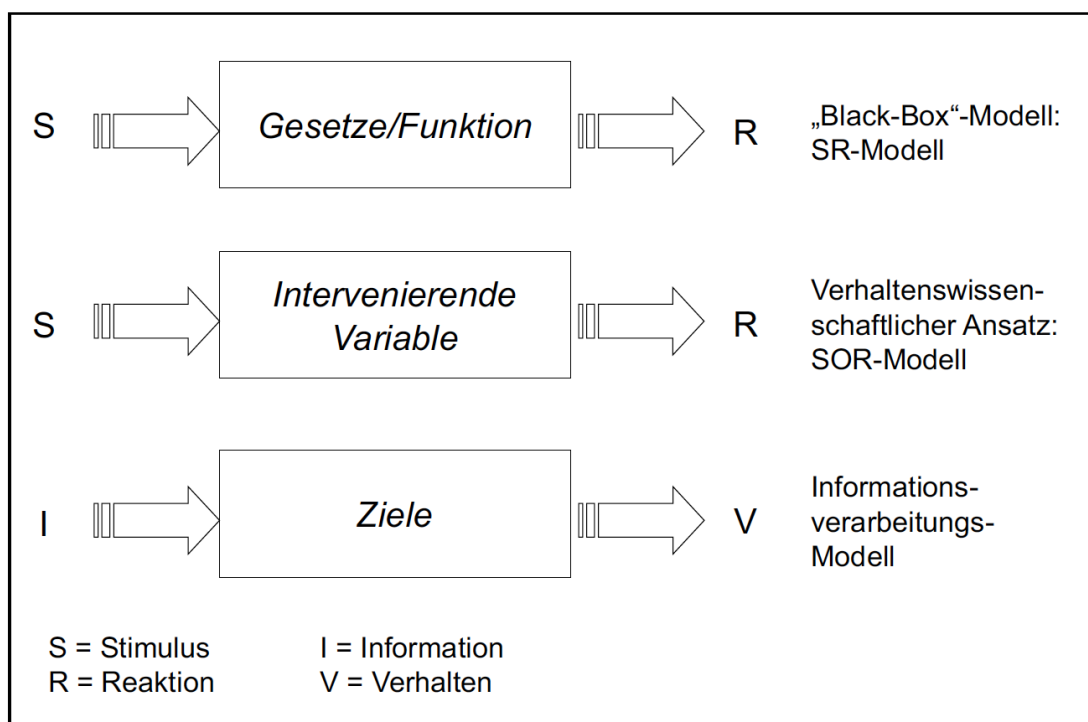 S
Gesetze/Funktion
R
„Black-Box“-Modell:
SR-Modell
S
Intervenierende
Variable
R
Verhaltenswissen-
schaftlicher Ansatz:
SOR-Modell
I
Ziele
V
Informations-
verarbeitungs-
Modell
S = Stimulus
I = Information
R = Reaktion
V = Verhalten